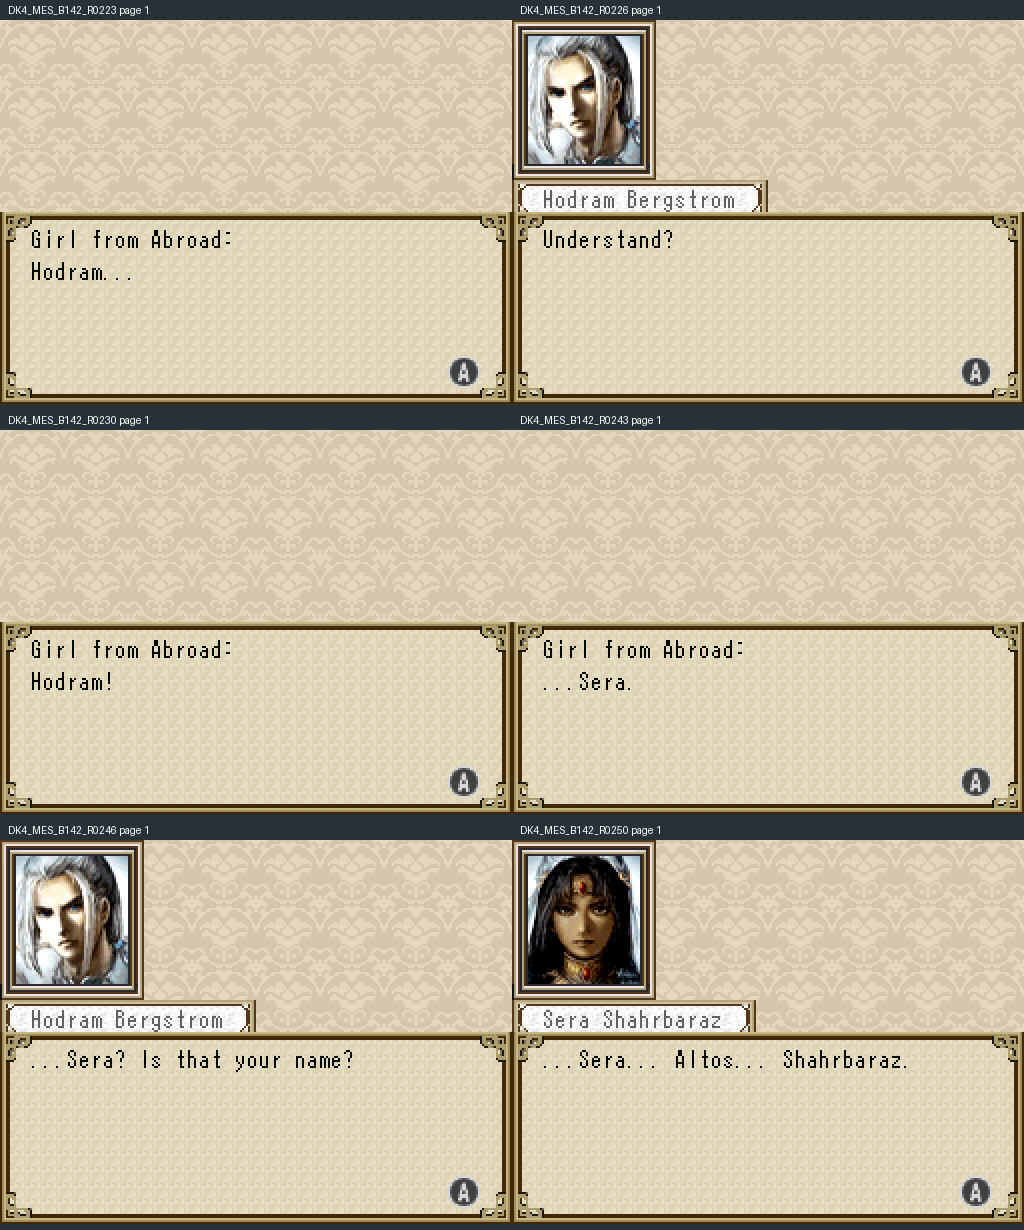 DK4_MES_B142_R0223 page 1
Girl from Abroad:
Hodram...
A
DK4_MES_B142_R0226 page 1
Hodram Bergstrom
Understand?
A
DK4_MES_B142_R0230 page 1
Girl from Abroad:
Hodram!
A
DK4_MES_B142_R0243 page 1
Girl from Abroad:
...Sera.
A
DK4_MES_B142_R0246 page 1
Hodram Bergstrom
...Sera? Is that your name?
A
DK4_MES_B142_R0250 page 1
Sera Shahrbaraz
...Sera... Altos... Shahrbaraz.
A